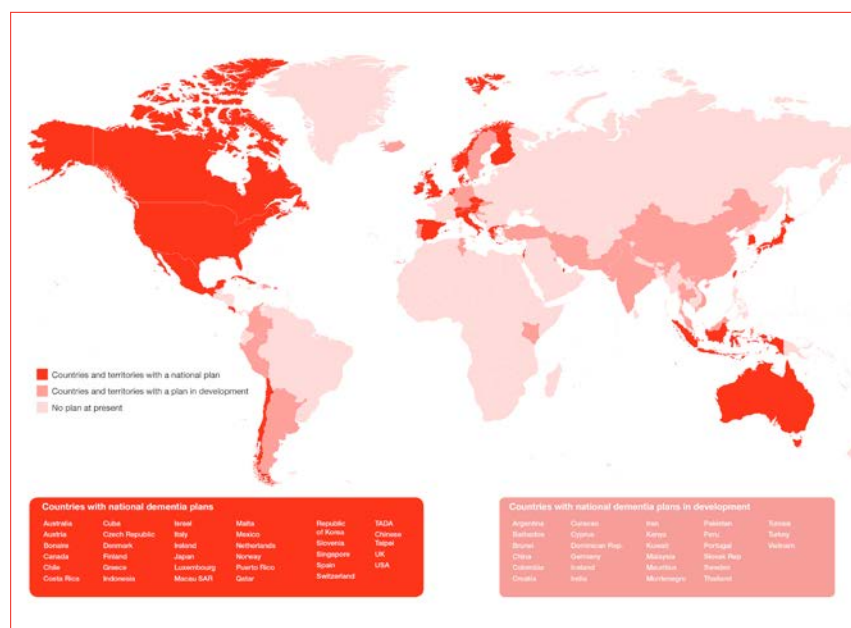 Countries and territories with a national plan
Countries and territories with a plan in development
No plan at present
Countries with national dementia plans
Australia
Austria
Bonaire
Canada
Chile
Costa Rica
Cuba
Czech Republic
Denmark
Finland
Greece
Indonesia
Israel
Italy
Ireland
Japan
Luxembourg
Macau SAR
Malta
Mexico
Netherlands
Norway
Puerto Rico
Qatar
Republic
of Korea
Slovenia
Singapore
Spain
Switzerland
TADA
Chinese
Taipei
UK
USA
Countries with national dementia plans in development
Argentina
Barbados
Brunei
China
Colombia
Croatia
Curacao
Cyprus
Dominican Rep.
Germany
Iceland
India
Iran
Kenya
Kuwait
Malaysia
Mauritius
Montenegro
Pakistan
Peru
Portugal
Slovak Rep
Sweden
Thailand
Tunisia
Turkey
Vietnam